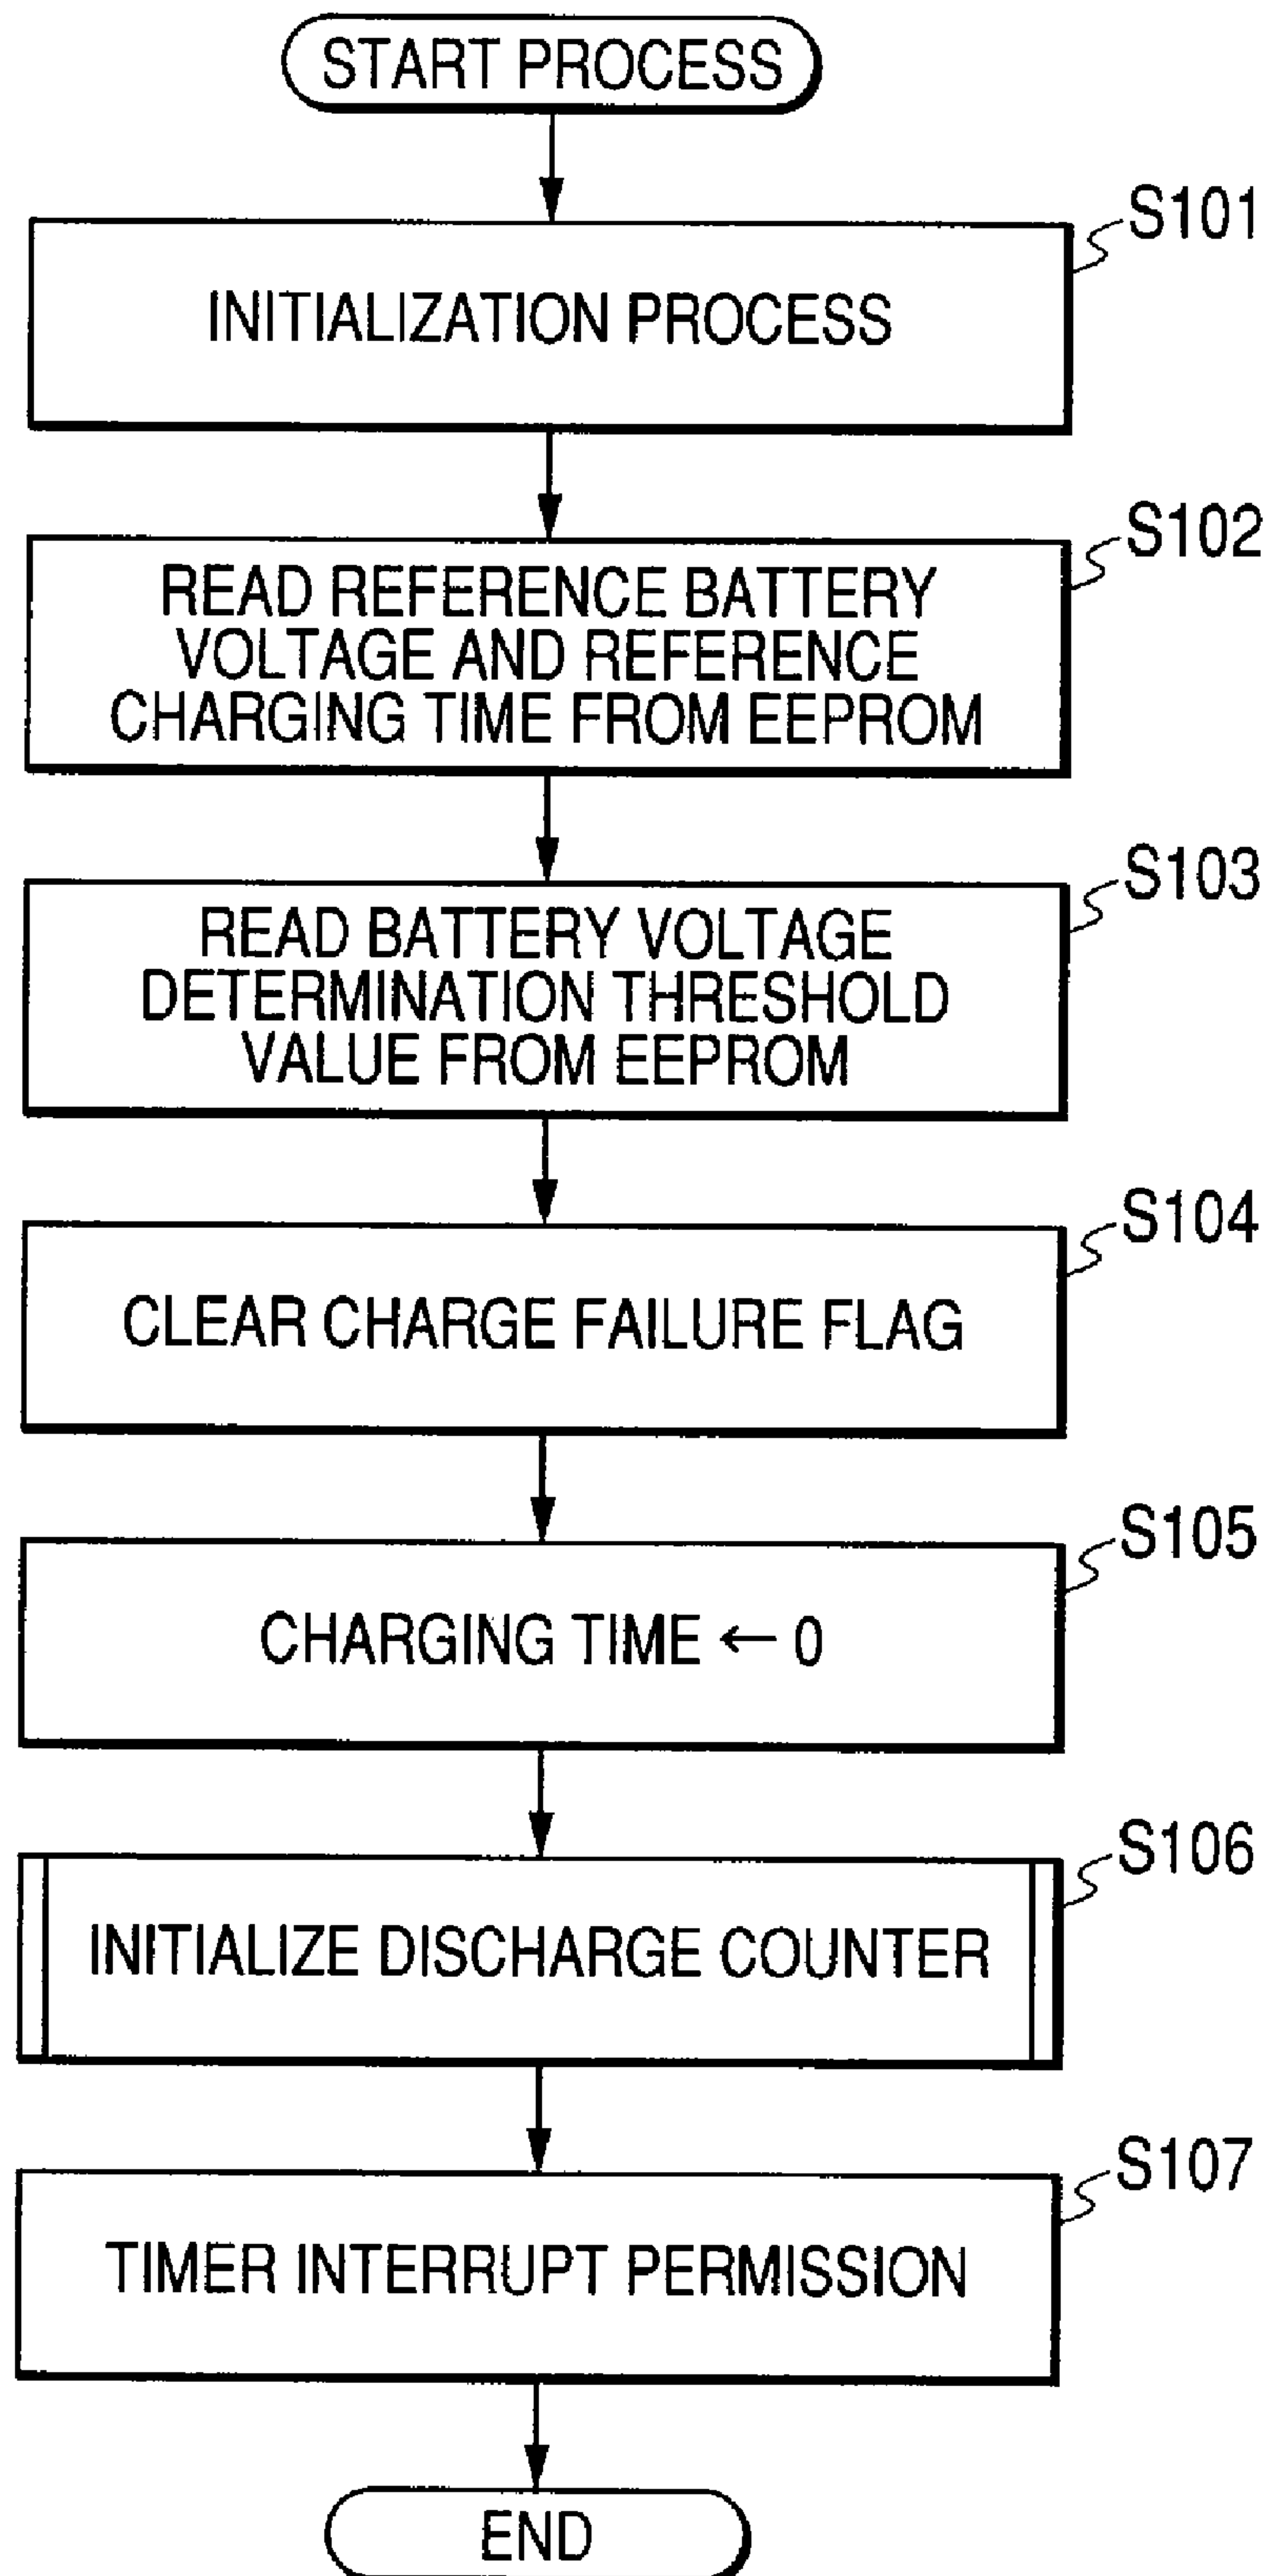 START PROCESS
S101
INITIALIZATION PROCESS
S102
READ REFERENCE BATTERY
VOLTAGE AND REFERENCE
CHARGING TIME FROM EEPROM
S103
READ BATTERY VOLTAGE
DETERMINATION THRESHOLD
VALUE FROM EEPROM
S104
CLEAR CHARGE FAILURE FLAG
S105
CHARGING TIME ← 0
S106
INITIALIZE DISCHARGE COUNTER
S107
TIMER INTERRUPT PERMISSION
END